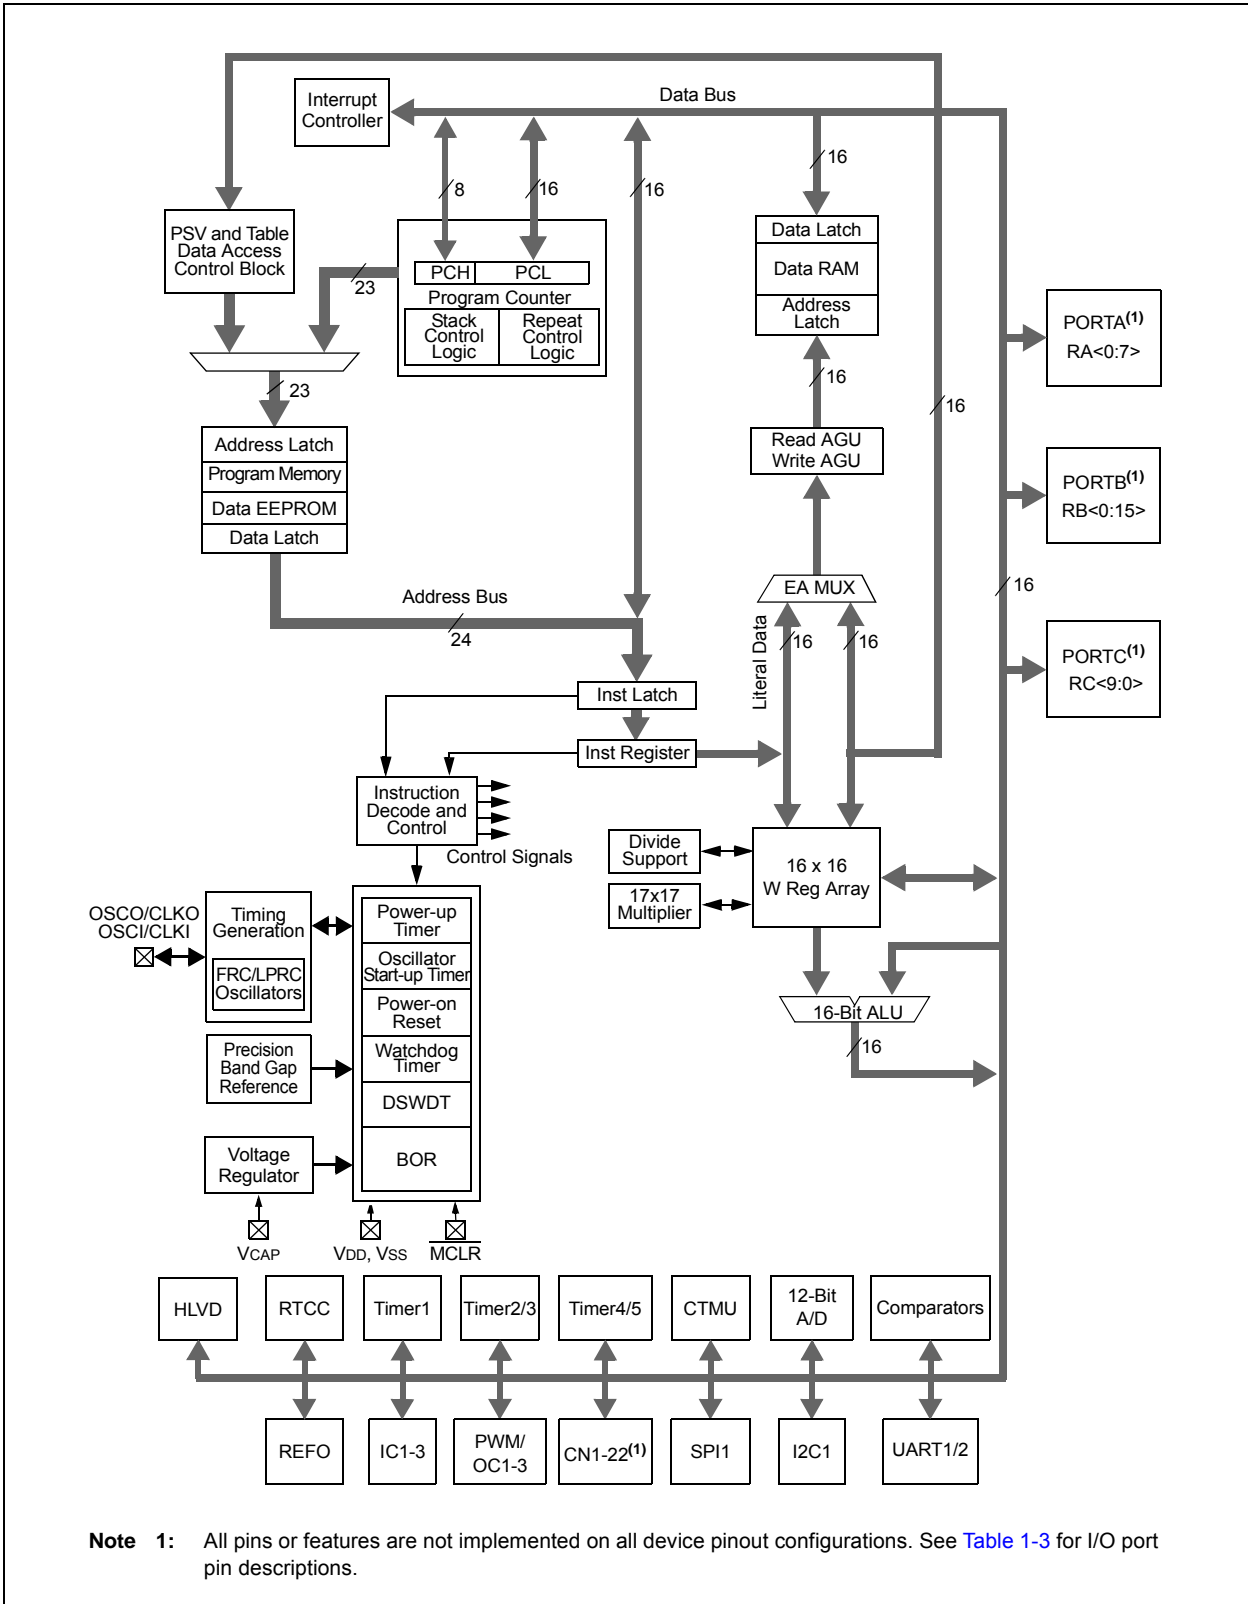 Data Bus
Interrupt
Controller
16
8
16
16
PSV and Table
Data Access
Control Block
Data Latch
Data RAM
Address
Latch
PCH
PCL
23
Program Counter
Stack
Control
Logic
Repeat
Control
Logic
PORTA(1)
RA<0:7>
16
23
16
Read AGU
Write AGU
Address Latch
Program Memory
Data EEPROM
Data Latch
PORTB(1)
RB<0:15>
EA MUX
16
Address Bus
24
Literal Data
16
16
PORTC(1)
RC<9:0>
Inst Latch
Inst Register
Instruction
Decode and
Control
Control Signals
Divide
Support
17x17
Multiplier
16 x 16
W Reg Array
OSCO/CLKO
OSCI/CLKI
Timing
Generation
FRC/LPRC
Oscillators
Power-up
Timer
Oscillator
Start-up Timer
Power-on
Reset
Watchdog
Timer
DSWDT
BOR
16-Bit ALU
16
Precision
Band Gap
Reference
Voltage
Regulator
VCAP
VDD, VSS
MCLR
HLVD
RTCC
Timer1
Timer2/3
Timer4/5
CTMU
12-Bit
A/D
Comparators
REFO
IC1-3
PWM/
OC1-3
CN1-22(1)
SPI1
I2C1
UART1/2
Note 1: All pins or features are not implemented on all device pinout configurations. See Table 1-3 for I/O port
pin descriptions.